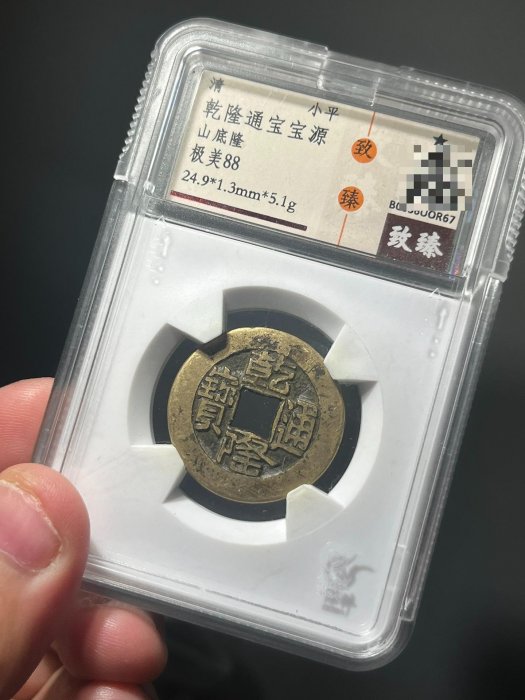 清
小平
乾隆通宝宝源
山底隆
极美88
24.9*1.3mm*5.1g
致
臻
致臻
乾隆通寳